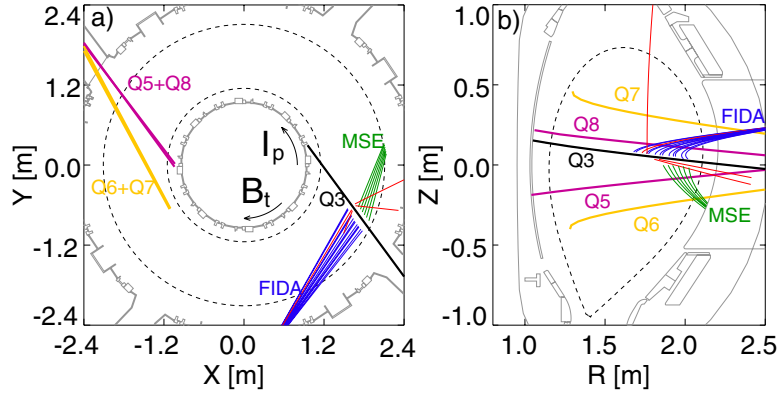 a)
2.4
1.2
0.0
-1.2
-2.4
Y [m]
Q5+Q8
Q6+Q7
I_p
B_t
MSE
Q3
FIDA
-2.4 -1.2 0.0 1.2 2.4
X [m]
b)
1.0
0.5
0.0
-0.5
-1.0
Z [m]
Q7
FIDA
Q8
Q3
Q5
MSE
Q6
1.0 1.5 2.0 2.5
R [m]